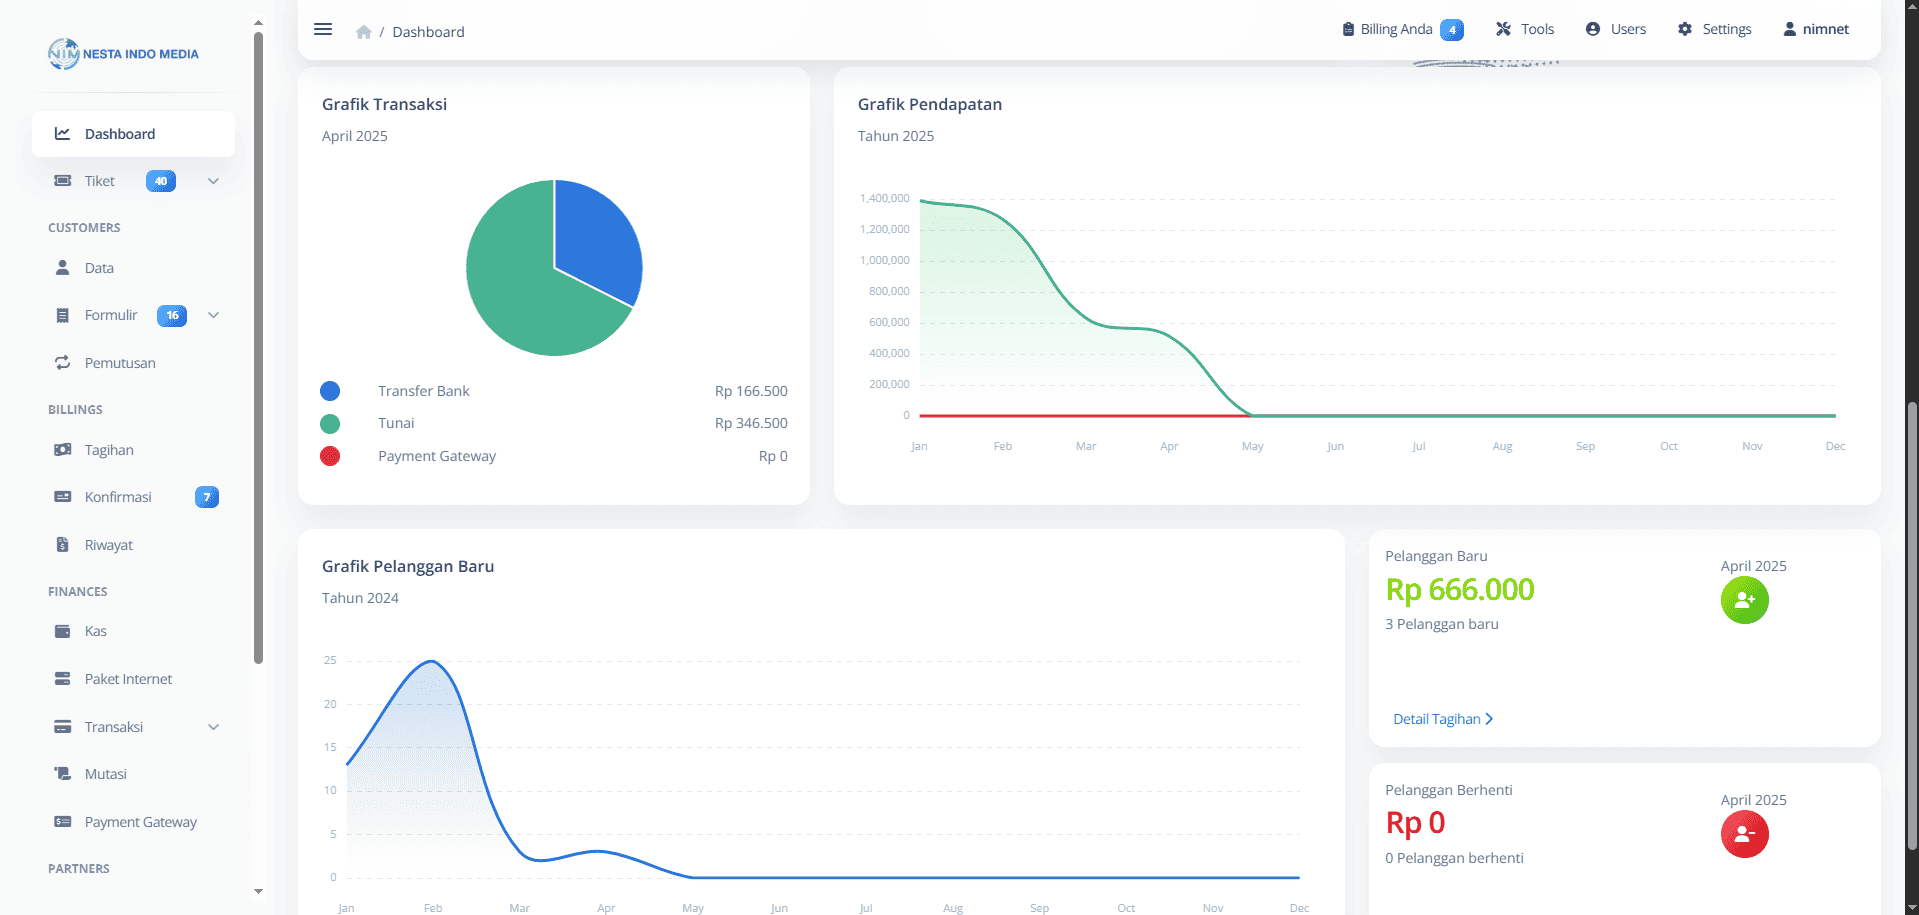 NIM NESTA INDO MEDIA
Dashboard
Tiket 40
CUSTOMERS
Data
Formulir 16
Pemutusan
BILLINGS
Tagihan
Konfirmasi 7
Riwayat
FINANCES
Kas
Paket Internet
Transaksi
Mutasi
Payment Gateway
PARTNERS
/ Dashboard
Billing Anda 4
Tools
Users
Settings
nimnet
Grafik Transaksi
April 2025
Transfer Bank Rp 166.500
Tunai Rp 346.500
Payment Gateway Rp 0
Grafik Pendapatan
Tahun 2025
1,400,000
1,200,000
1,000,000
800,000
600,000
400,000
200,000
0
Jan Feb Mar Apr May Jun Jul Aug Sep Oct Nov Dec
Grafik Pelanggan Baru
Tahun 2024
25
20
15
10
5
0
Jan Feb Mar Apr May Jun Jul Aug Sep Oct Nov Dec
Pelanggan Baru
April 2025
Rp 666.000
3 Pelanggan baru
Detail Tagihan
Pelanggan Berhenti
April 2025
Rp 0
0 Pelanggan berhenti